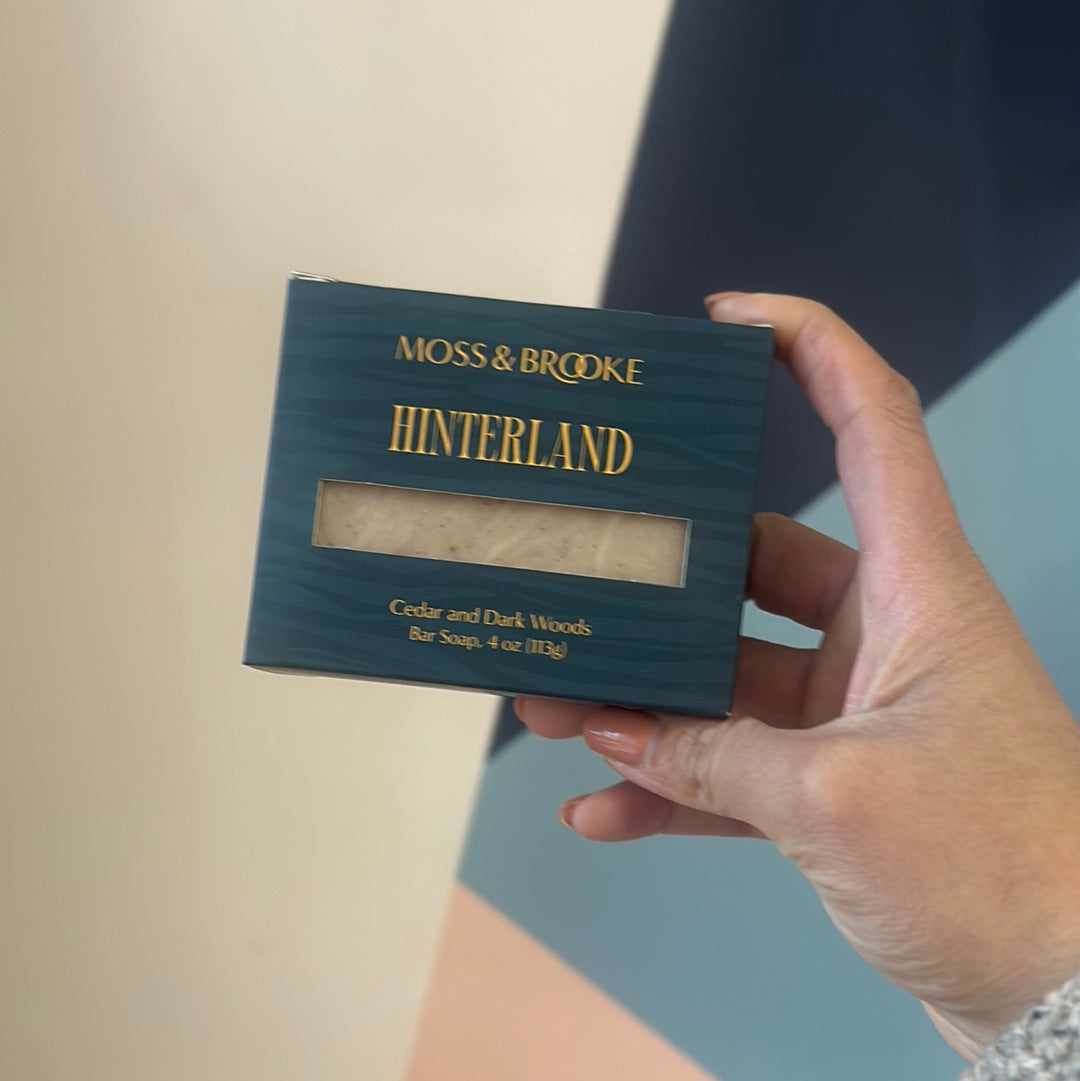 MOSS & BROOKE
HINTERLAND
Cedar and Dark Woods
Bar Soap, 4 oz (113g)